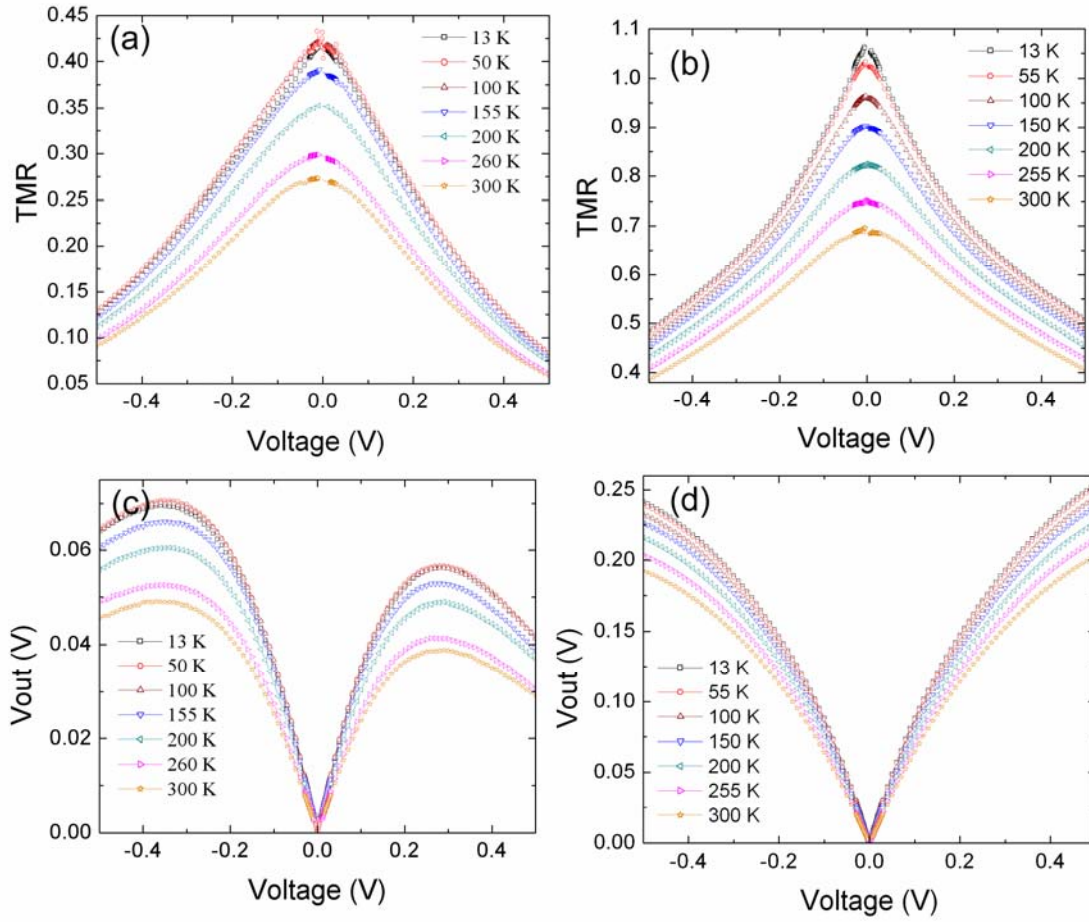 (a)
0.45
0.40
0.35
0.30
0.25
0.20
0.15
0.10
0.05
TMR
13 K
50 K
100 K
155 K
200 K
260 K
300 K
-0.4 -0.2 0.0 0.2 0.4
Voltage (V)
(b)
1.1
1.0
0.9
0.8
0.7
0.6
0.5
0.4
TMR
13 K
55 K
100 K
150 K
200 K
255 K
300 K
-0.4 -0.2 0.0 0.2 0.4
Voltage (V)
(c)
0.06
0.04
0.02
0.00
Vout (V)
13 K
50 K
100 K
155 K
200 K
260 K
300 K
-0.4 -0.2 0.0 0.2 0.4
Voltage (V)
(d)
0.25
0.20
0.15
0.10
0.05
0.00
Vout (V)
13 K
55 K
100 K
150 K
200 K
255 K
300 K
-0.4 -0.2 0.0 0.2 0.4
Voltage (V)